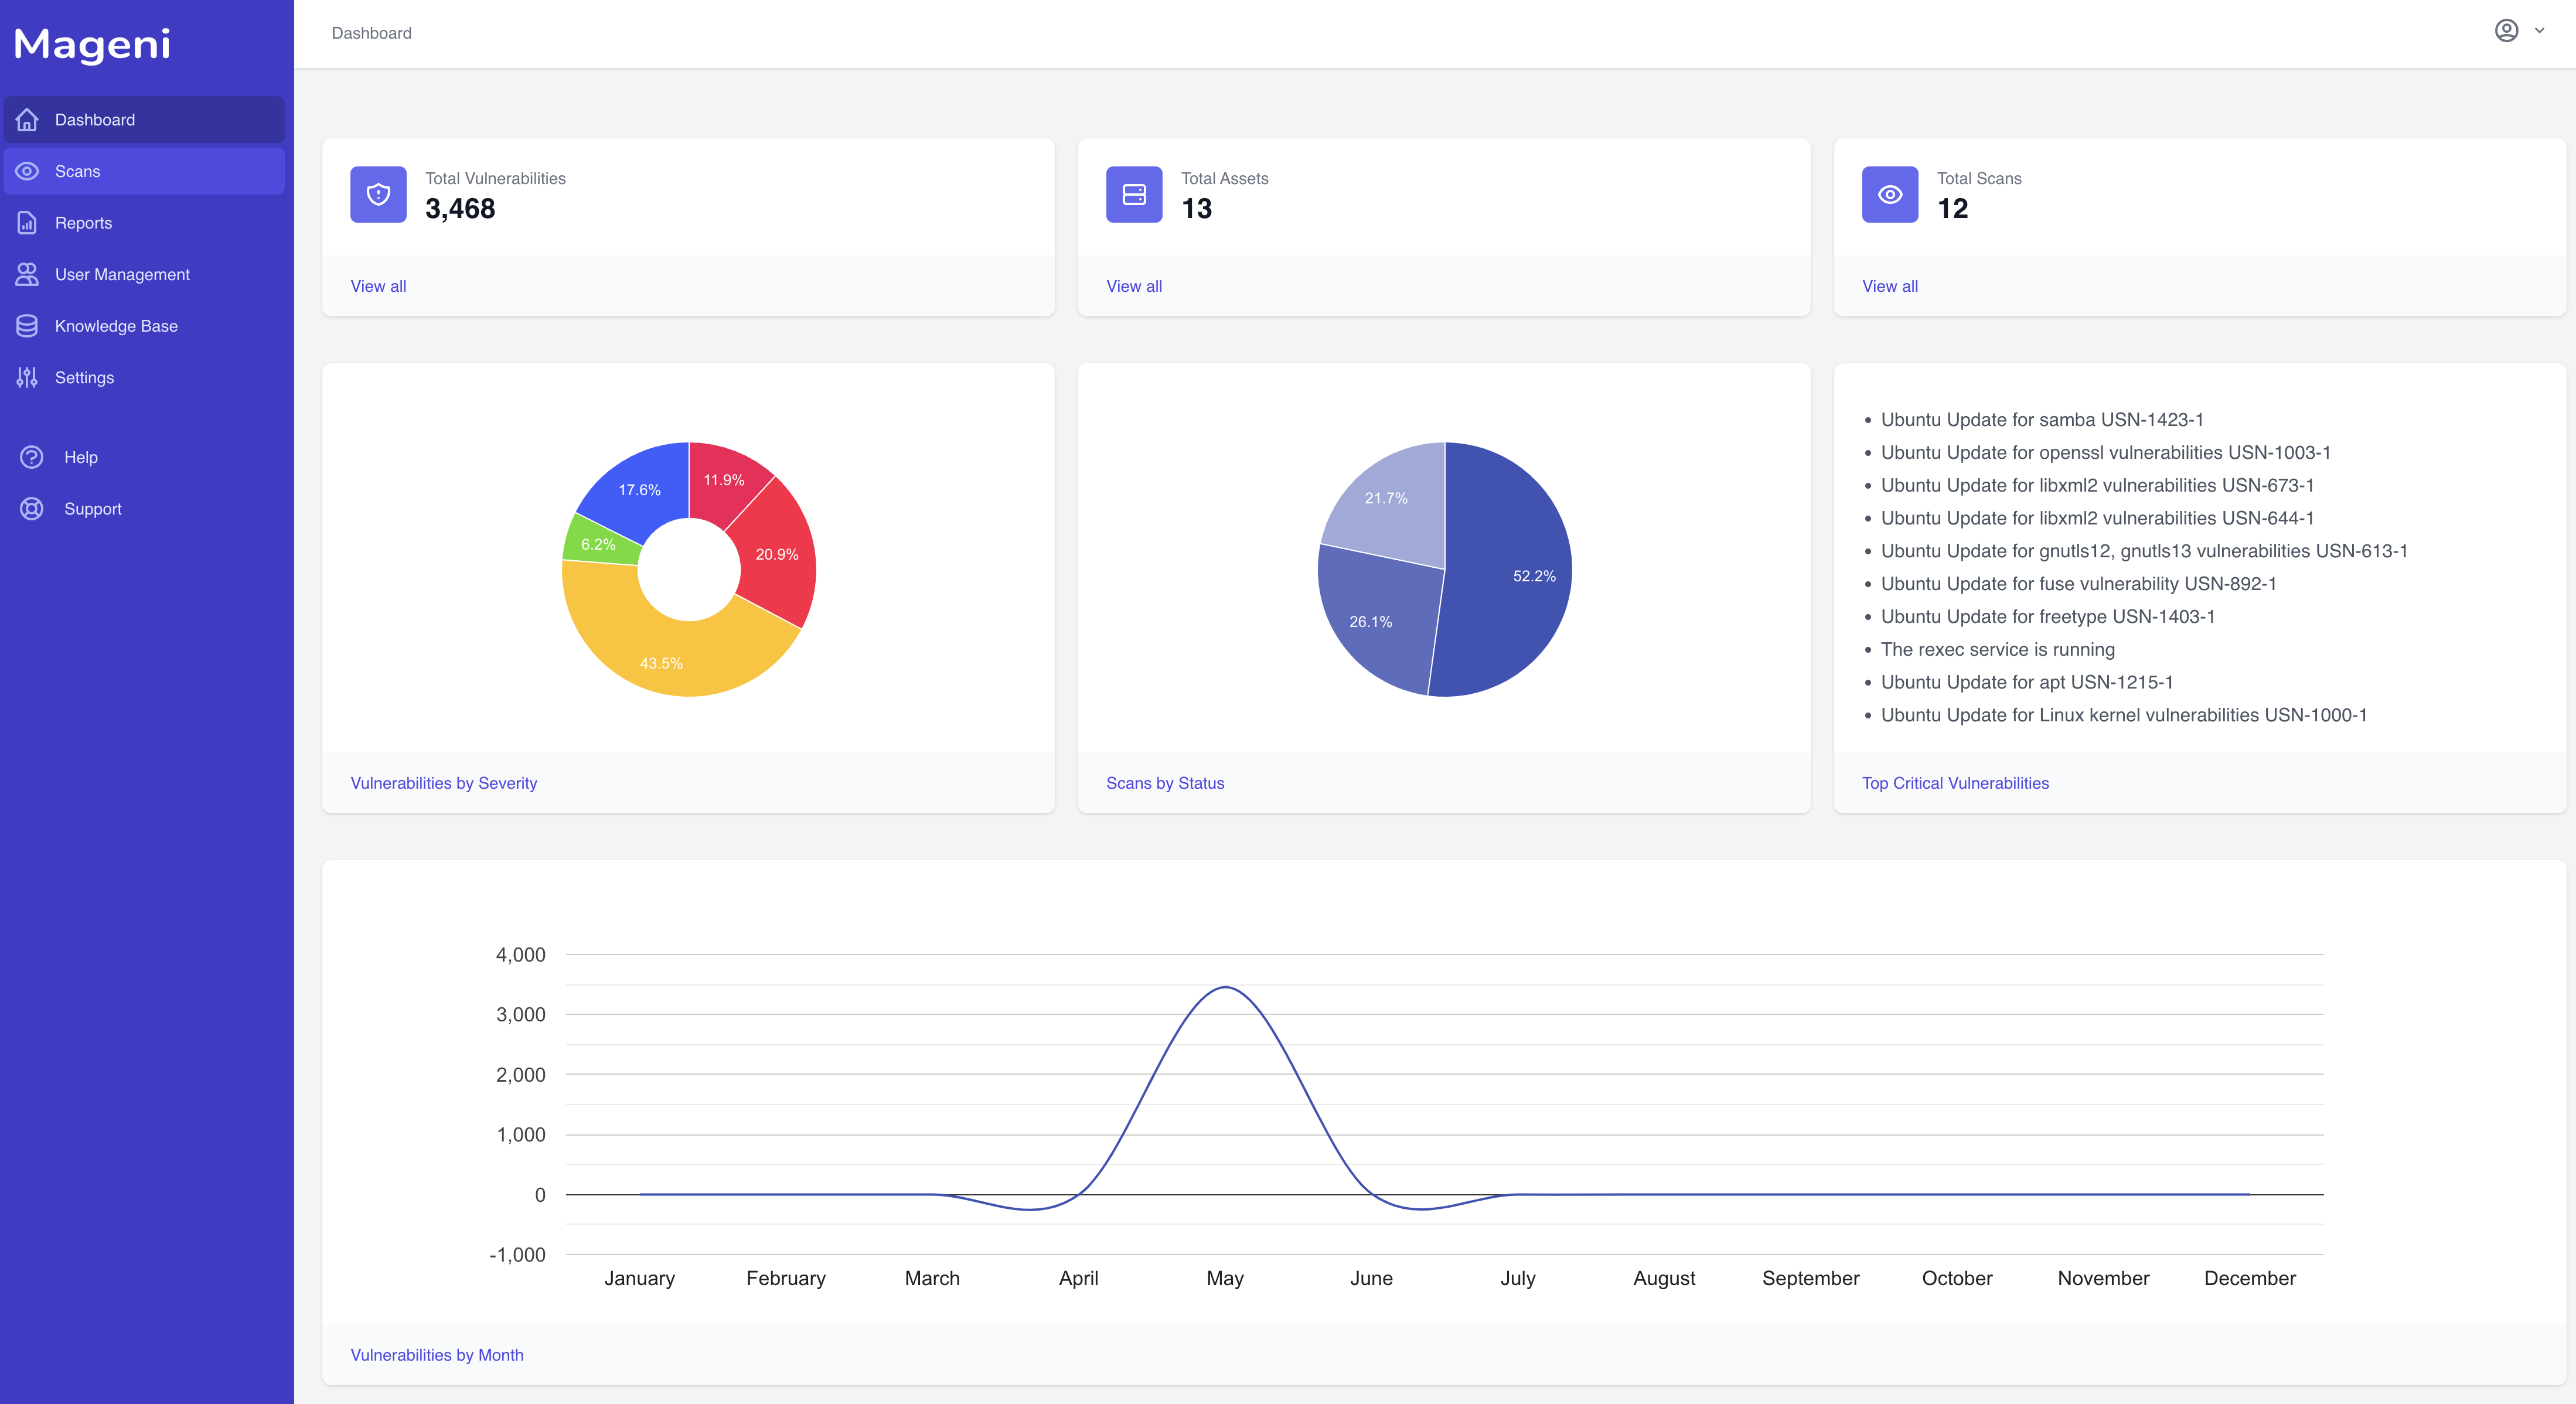 Mageni
Dashboard
Scans
Reports
User Management
Knowledge Base
Settings
Help
Support
Dashboard
Total Vulnerabilities
3,468
View all
Total Assets
13
View all
Total Scans
12
View all
11.9%
20.9%
43.5%
6.2%
17.6%
Vulnerabilities by Severity
52.2%
26.1%
21.7%
Scans by Status
Ubuntu Update for samba USN-1423-1
Ubuntu Update for openssl vulnerabilities USN-1003-1
Ubuntu Update for libxml2 vulnerabilities USN-673-1
Ubuntu Update for libxml2 vulnerabilities USN-644-1
Ubuntu Update for gnutls12, gnutls13 vulnerabilities USN-613-1
Ubuntu Update for fuse vulnerability USN-892-1
Ubuntu Update for freetype USN-1403-1
The rexec service is running
Ubuntu Update for apt USN-1215-1
Ubuntu Update for Linux kernel vulnerabilities USN-1000-1
Top Critical Vulnerabilities
4,000
3,000
2,000
1,000
0
-1,000
January February March April May June July August September October November December
Vulnerabilities by Month